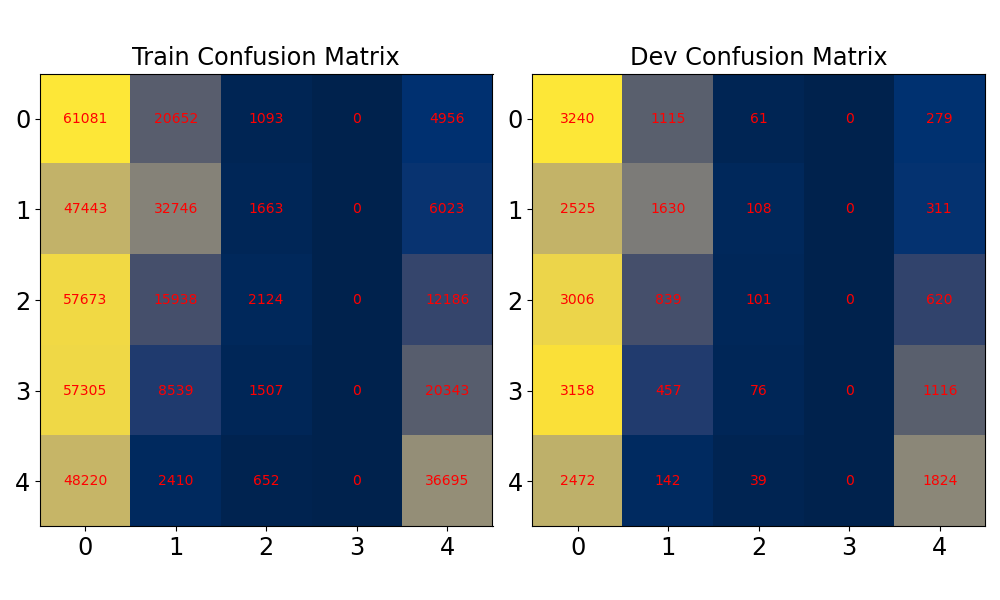 Train Confusion Matrix
Dev Confusion Matrix
0 61081 20652 1093 0 4956
1 47443 32746 1663 0 6023
2 57673 2124 0 12186
3 57305 8539 1507 0 20343
4 48220 2410 652 0 36695
0 1 2 3 4
0 3240 1115 61 0 279
1 2525 1630 108 0 311
2 3006 839 101 0 620
3 3158 457 76 0 1116
4 2472 142 39 0 1824
0 1 2 3 4